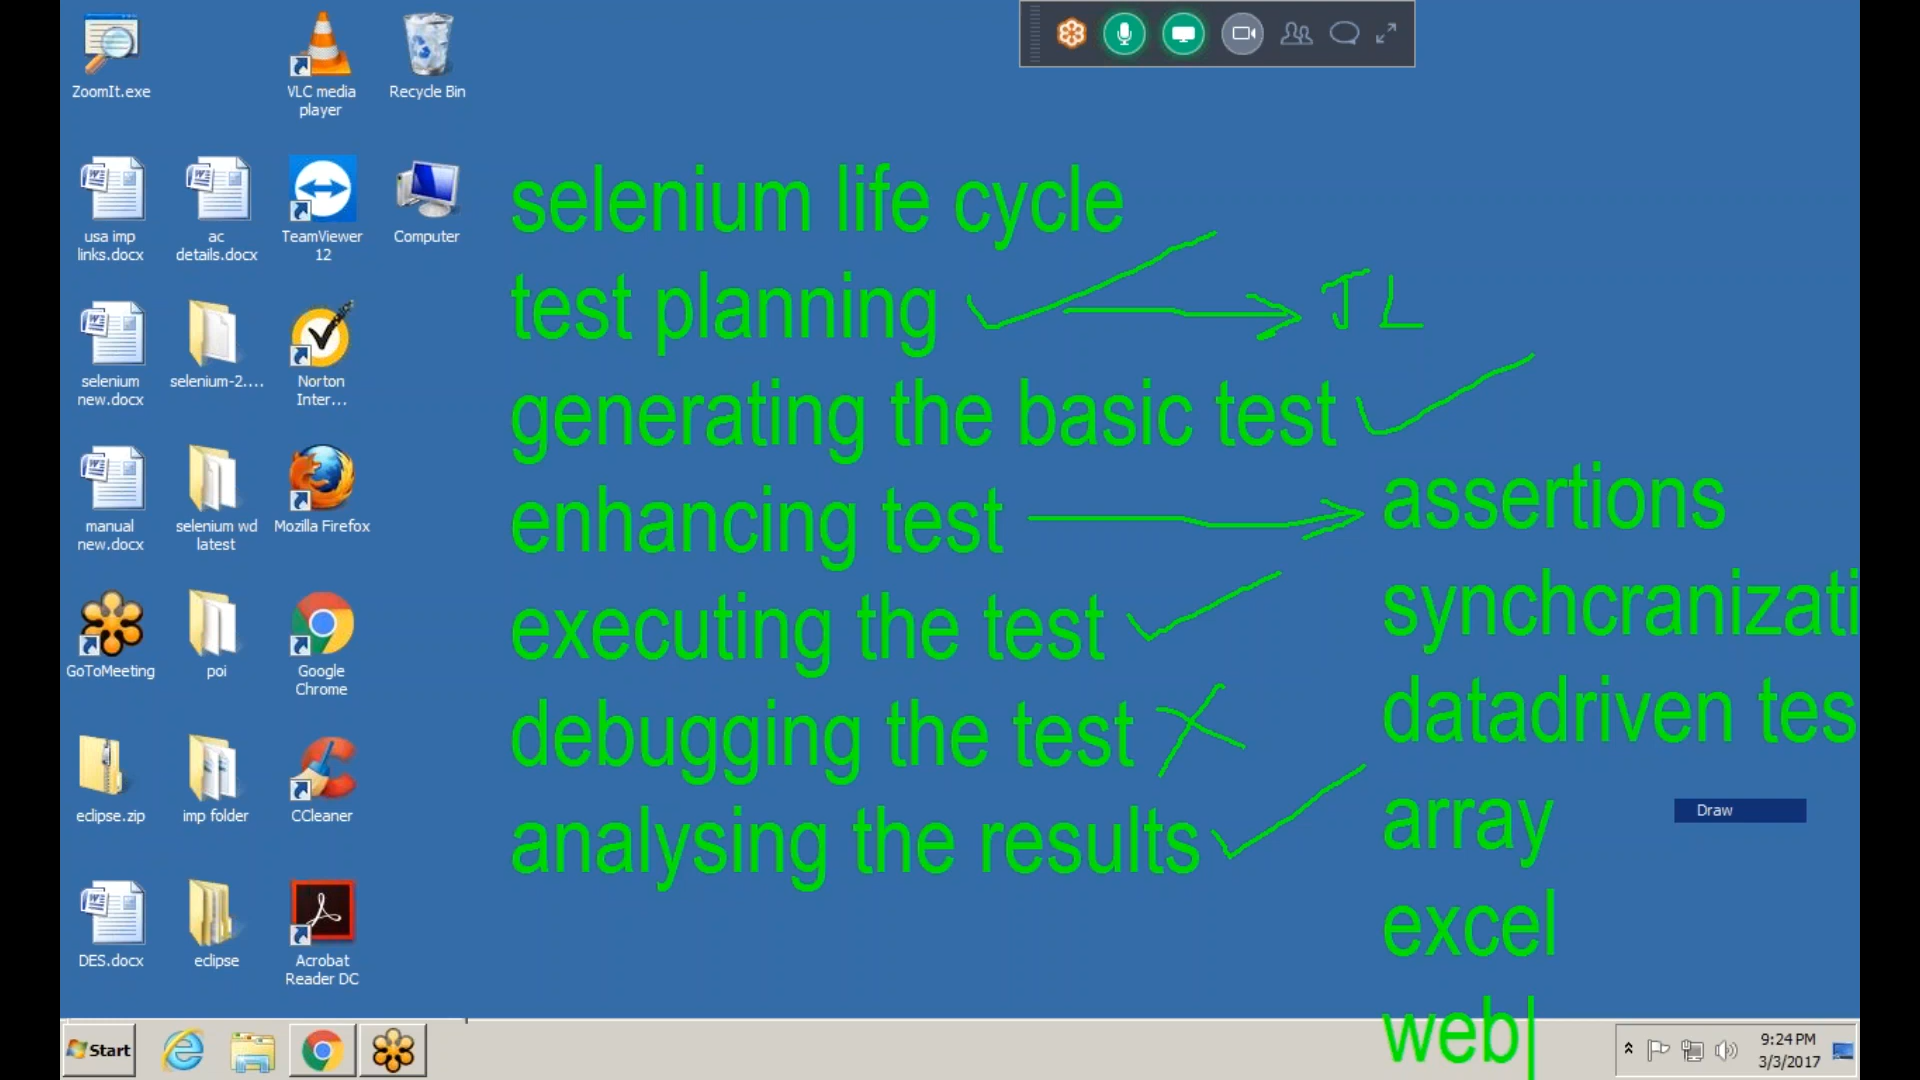 ZoomIt.exe
VLC media
player
Recycle Bin
usa imp
links.docx
ac
details.docx
TeamViewer
12
Computer
selenium
new.docx
selenium-2....
Norton
Inter...
manual
new.docx
selenium wd
latest
Mozilla Firefox
GoToMeeting
poi
Google
Chrome
eclipse.zip
imp folder
CCleaner
DES.docx
eclipse
Acrobat
Reader DC
selenium life cycle
test planning
TL
generating the basic test
enhancing test
executing the test
debugging the test
analysing the results
assertions
synchcranizati
datadriven tes
array
excel
web
Draw
Start
9:24 PM
3/3/2017